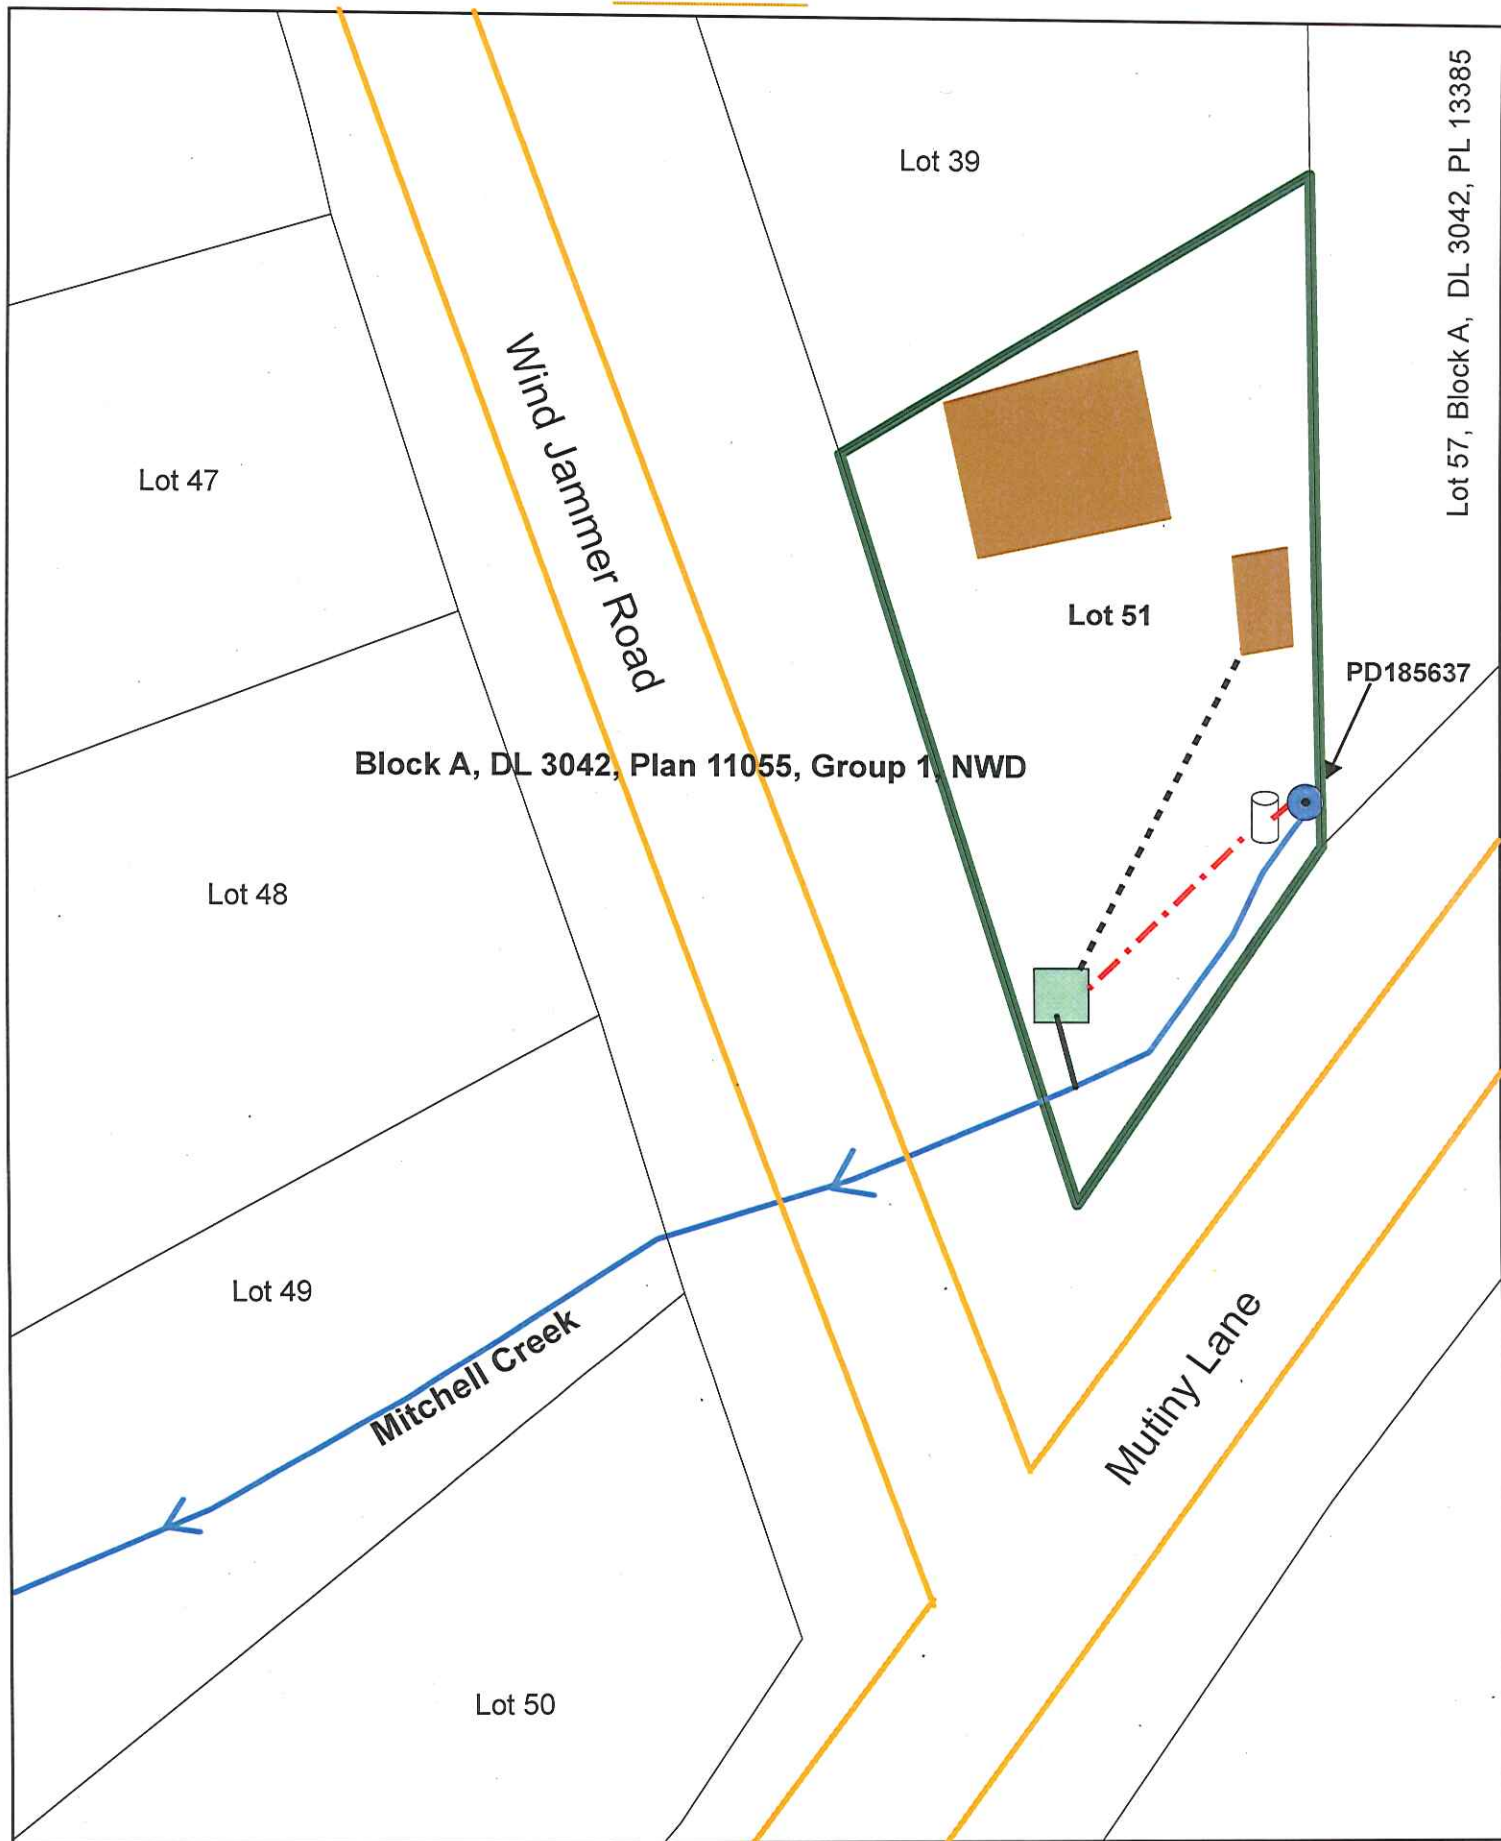 Lot 39
Lot 57, Block A, DL 3042, PL 13385
Wind Jammer Road
Lot 47
Lot 51
PD185637
Block A, DL 3042, Plan 11055, Group 1, NWD
Lot 48
Lot 49
Mitchell Creek
Mutiny Lane
Lot 50